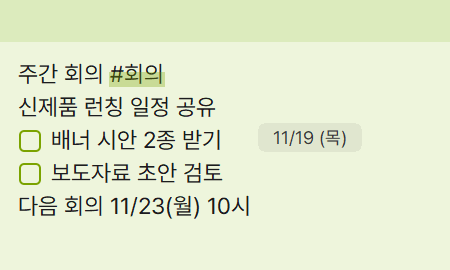 주간 회의 #회의
신제품 런칭 일정 공유
배너 시안 2종 받기 11/19 (목)
보도자료 초안 검토
다음 회의 11/23(월) 10시